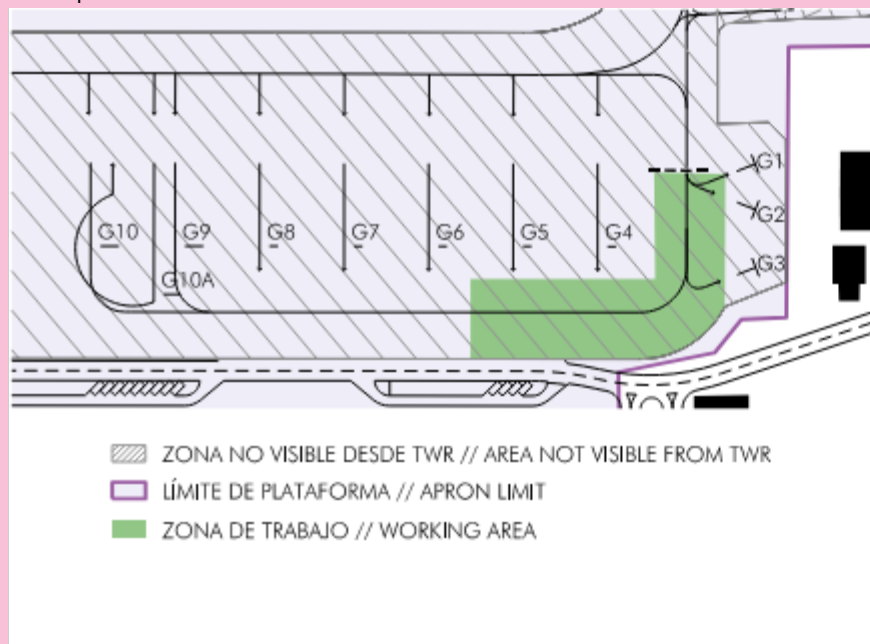 G1
G2
G10 G9 G8 G7 G6 G5 G4
G3
G10A
ZONA NO VISIBLE DESDE TWR // AREA NOT VISIBLE FROM TWR
LÍMITE DE PLATAFORMA // APRON LIMIT
ZONA DE TRABAJO // WORKING AREA